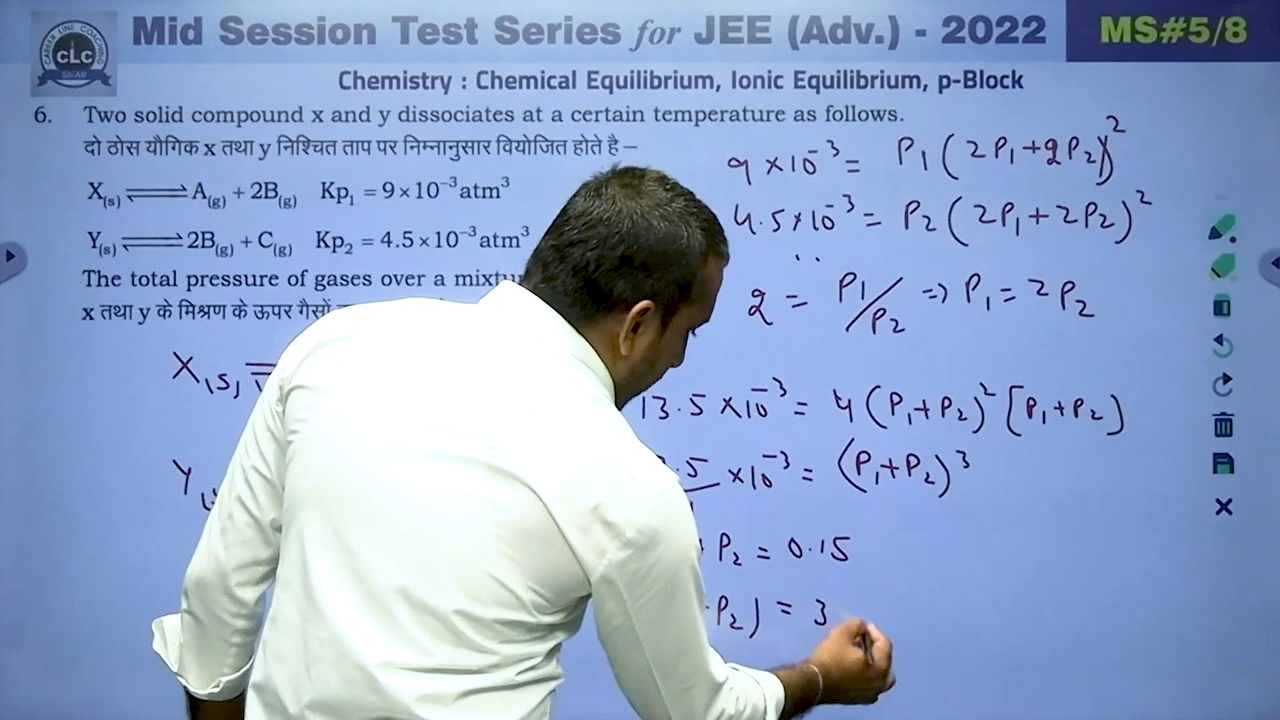 Mid Session Test Series for JEE (Adv.) - 2022
MS#5/8
CAREER LINE COACHING
CLC
SIKAR
Chemistry : Chemical Equilibrium, Ionic Equilibrium, p-Block
6. Two solid compound x and y dissociates at a certain temperature as follows.
दो ठोस यौगिक x तथा y निश्चित ताप पर निम्नानुसार वियोजित होते है –
X(s) ⇌ A(g) + 2B(g) Kp₁ = 9×10⁻³ atm³
Y(s) ⇌ 2B(g) + C(g) Kp₂ = 4.5×10⁻³ atm³
The total pressure of gases over a
x तथा y के मिश्रण के ऊपर गैसों
X(s) ⇌
Y
9 × 10⁻³ = P₁ (2P₁+2P₂)²
4.5×10⁻³ = P₂ (2P₁+2P₂)²
2 = P₁/P₂ ⇒ P₁ = 2P₂
13.5 ×10⁻³ = 4 (P₁+P₂)² [P₁+P₂]
.5 ×10⁻³ = (P₁+P₂)³
P₂ = 0.15
P₂) = 3